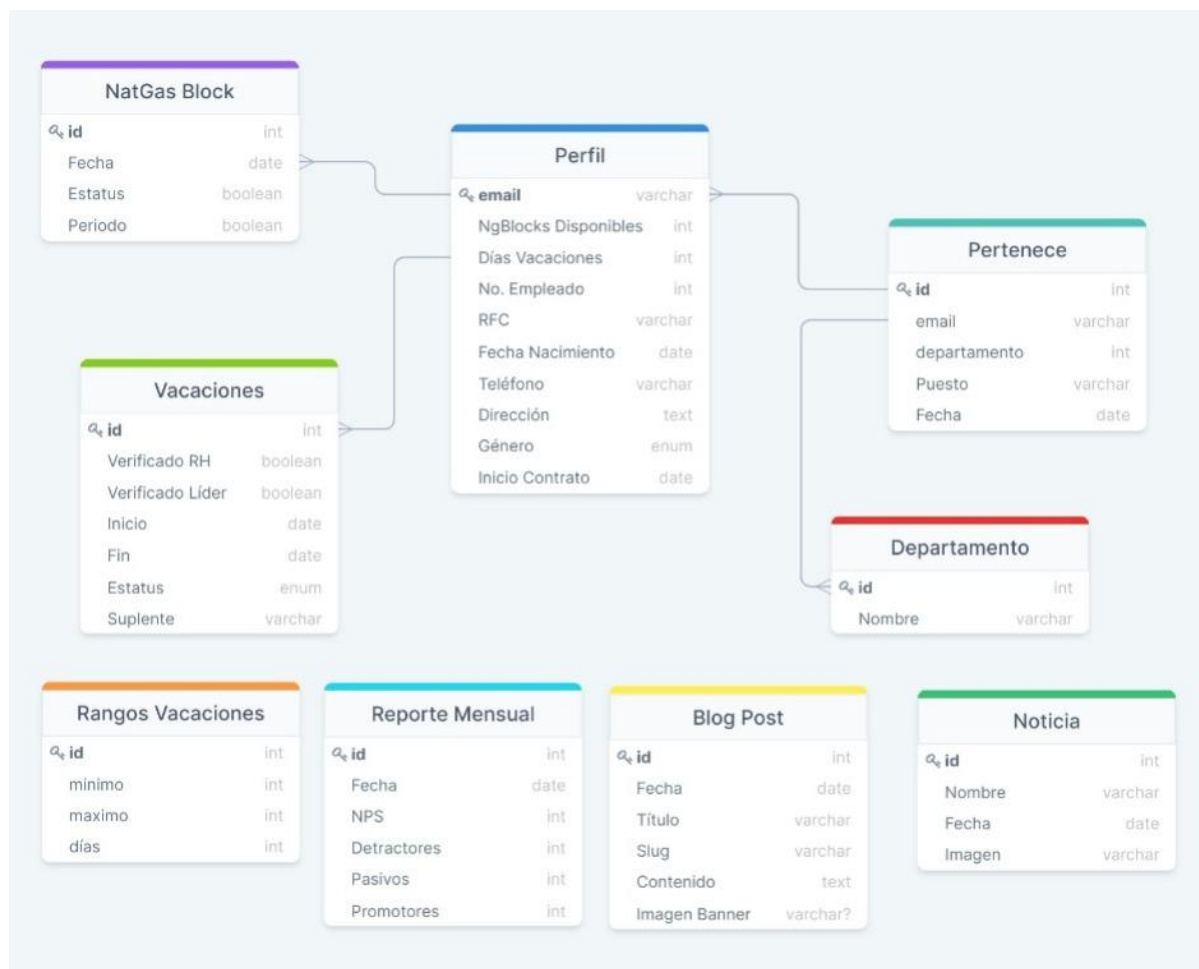 NatGas Block
id int
Fecha date
Estatus boolean
Periodo boolean
Perfil
email varchar
NgBlocks Disponibles int
Días Vacaciones int
No. Empleado int
RFC varchar
Fecha Nacimiento date
Teléfono varchar
Dirección text
Género enum
Inicio Contrato date
Pertenece
id int
email varchar
departamento int
Puesto varchar
Fecha date
Vacaciones
id int
Verificado RH boolean
Verificado Líder boolean
Inicio date
Fin date
Estatus enum
Suplente varchar
Departamento
id int
Nombre varchar
Rangos Vacaciones
id int
minimo int
maximo int
días int
Reporte Mensual
id int
Fecha date
NPS int
Detractores int
Pasivos int
Promotores int
Blog Post
id int
Fecha date
Título varchar
Slug varchar
Contenido text
Imagen Banner varchar?
Noticia
id int
Nombre varchar
Fecha date
Imagen varchar